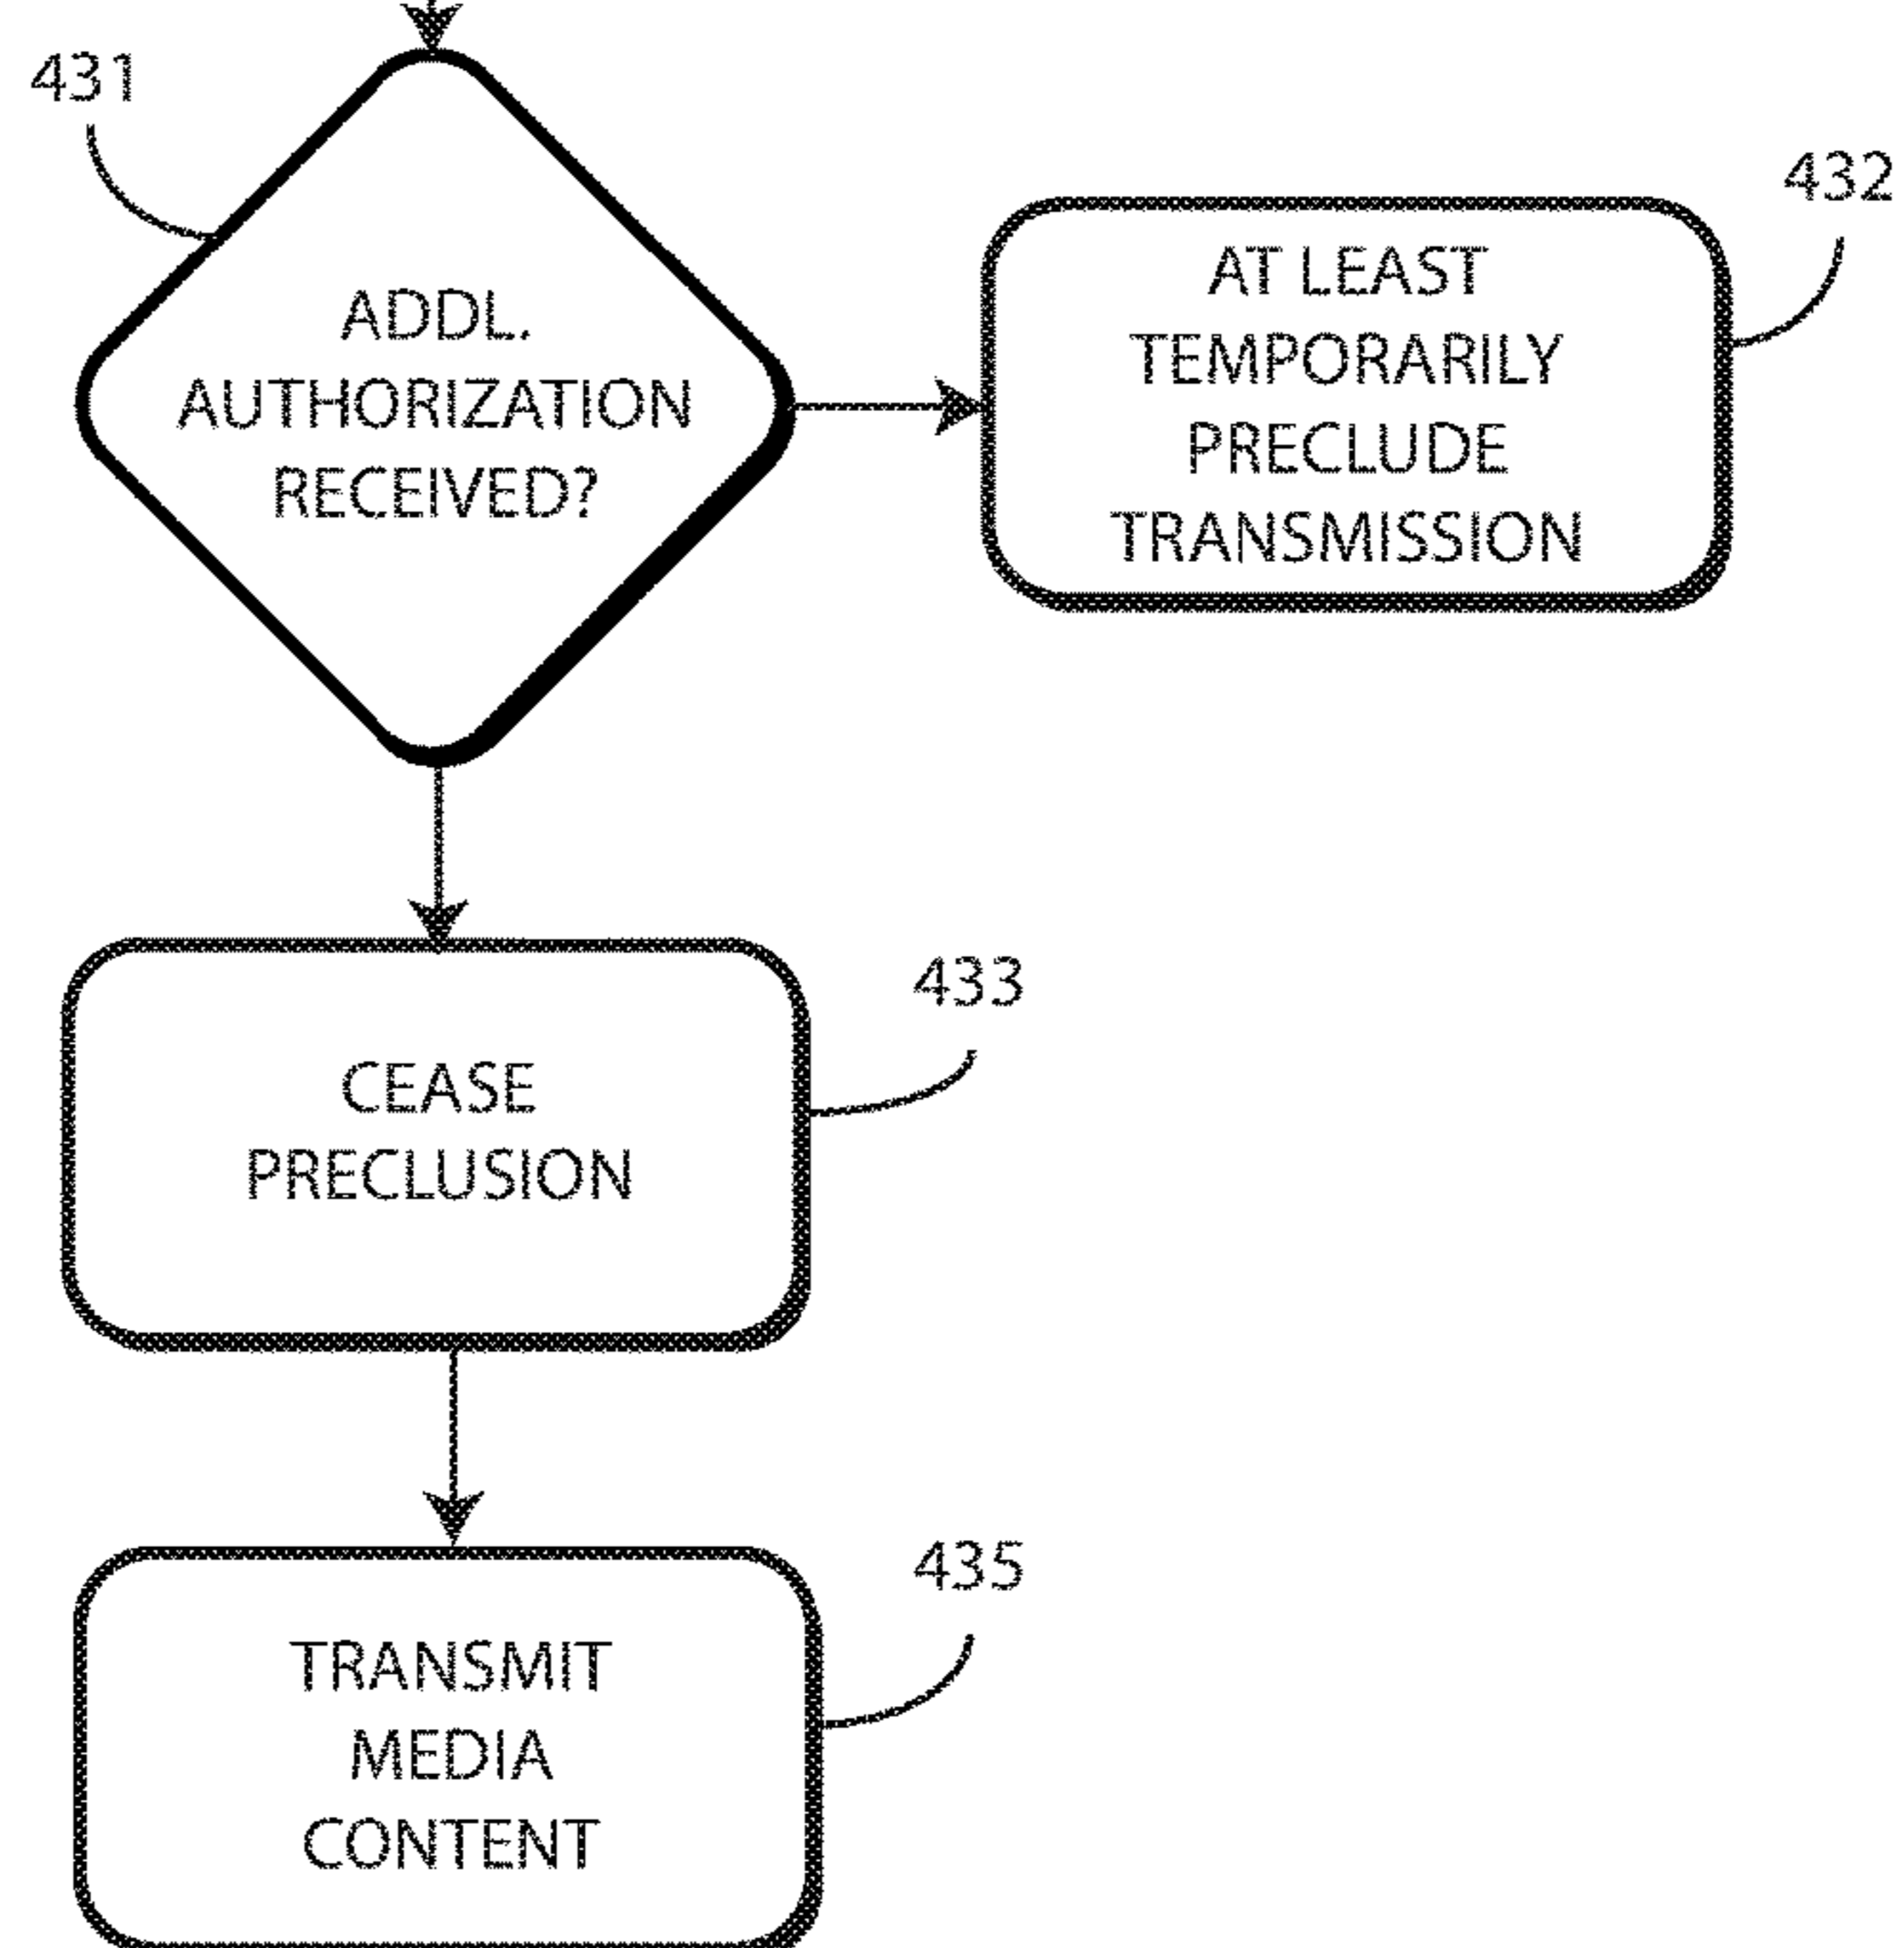 431
ADDL.
AUTHORIZATION
RECEIVED?
432
AT LEAST
TEMPORARILY
PRECLUDE
TRANSMISSION
433
CEASE
PRECLUSION
435
TRANSMIT
MEDIA
CONTENT